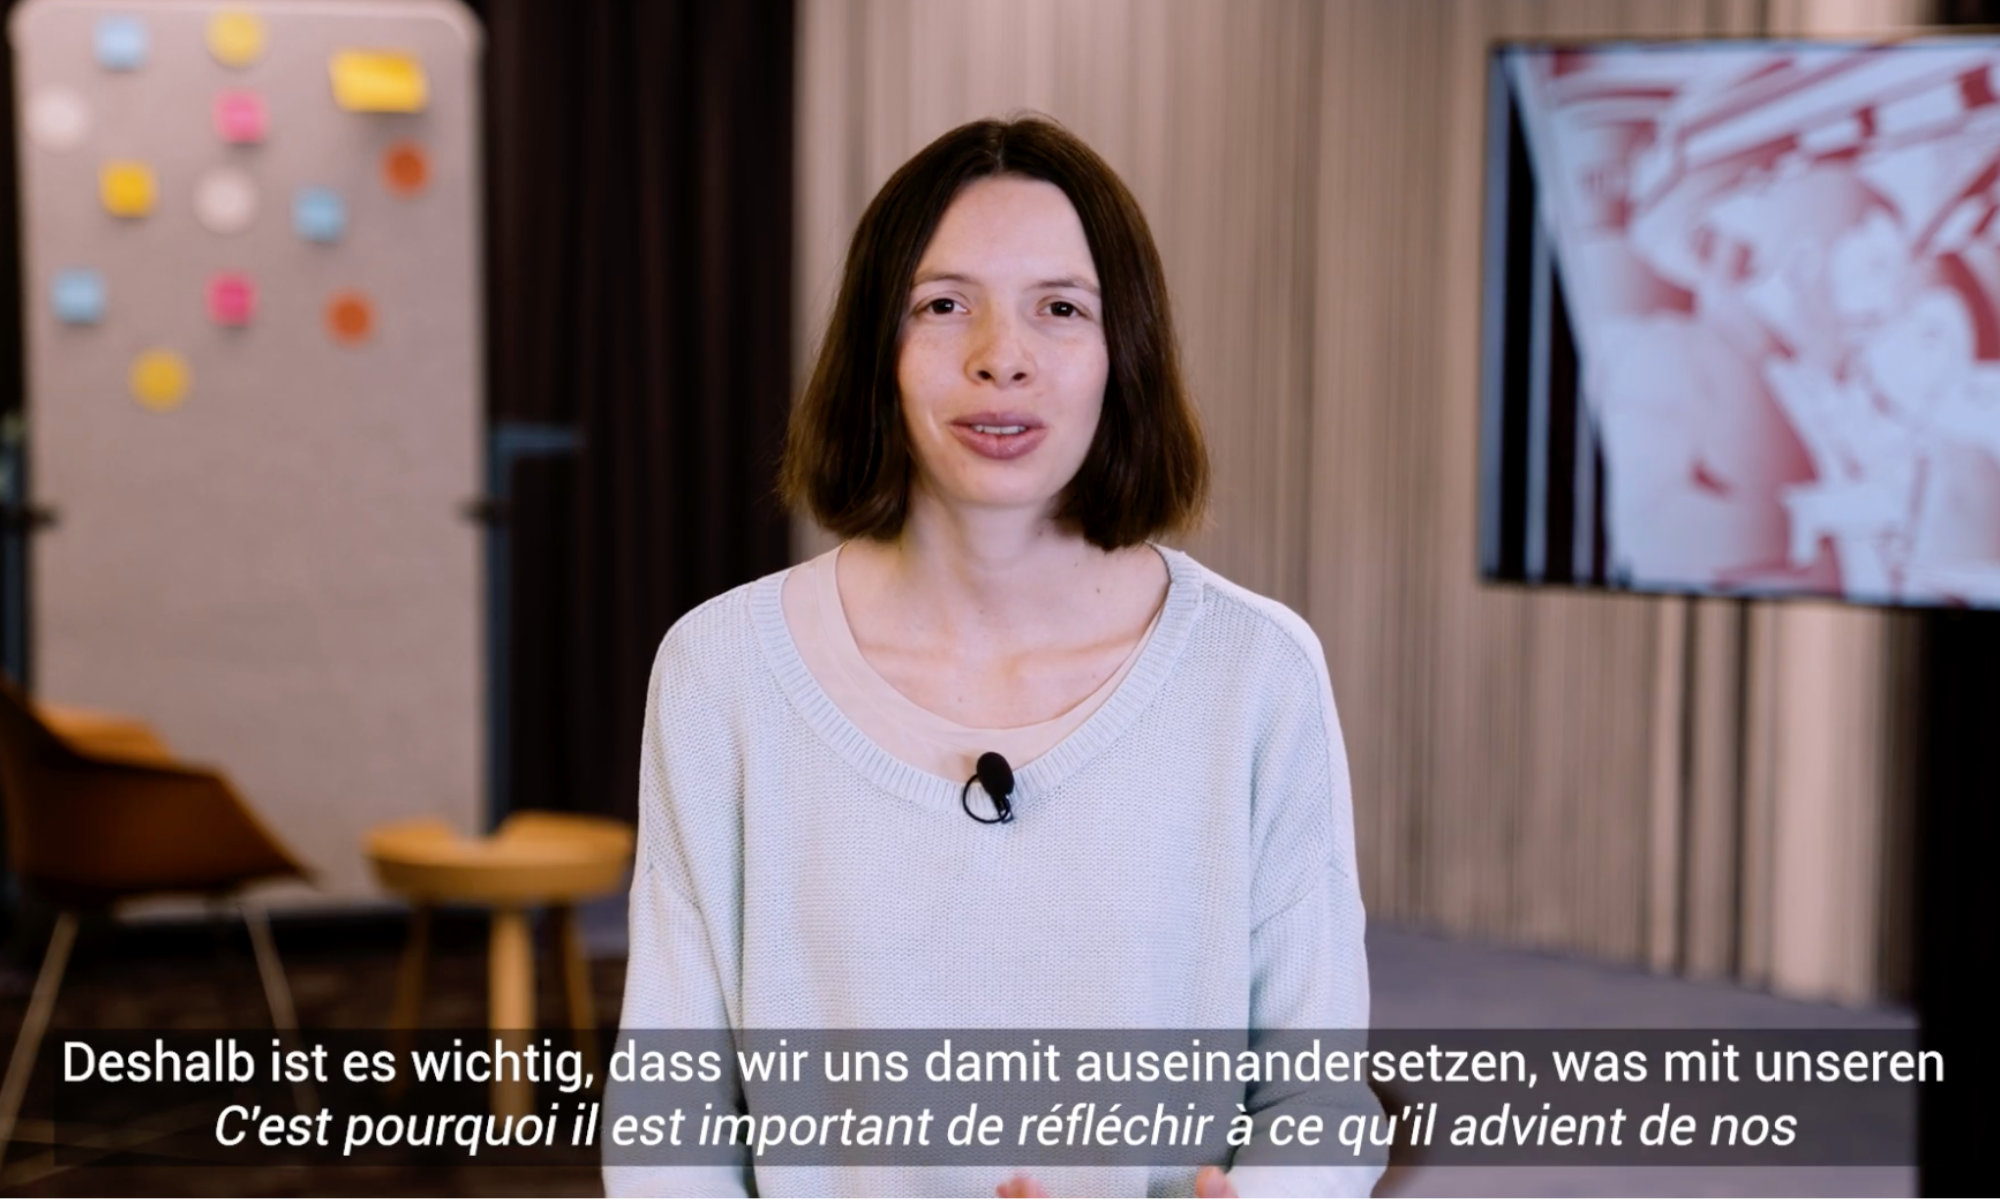 Deshalb ist es wichtig, dass wir uns damit auseinandersetzen, was mit unseren
C'est pourquoi il est important de réfléchir à ce qu'il advient de nos